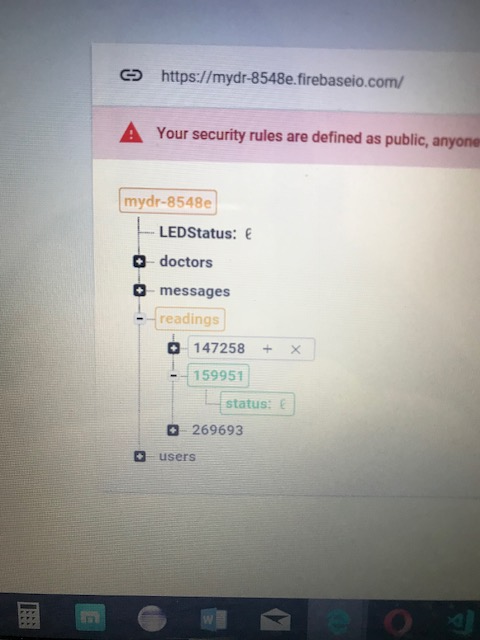 https://mydr-8548e.firebaseio.com/
Your security rules are defined as public, anyone
mydr-8548e
LEDStatus:
doctors
messages
readings
147258 + ×
159951
status:
269693
users